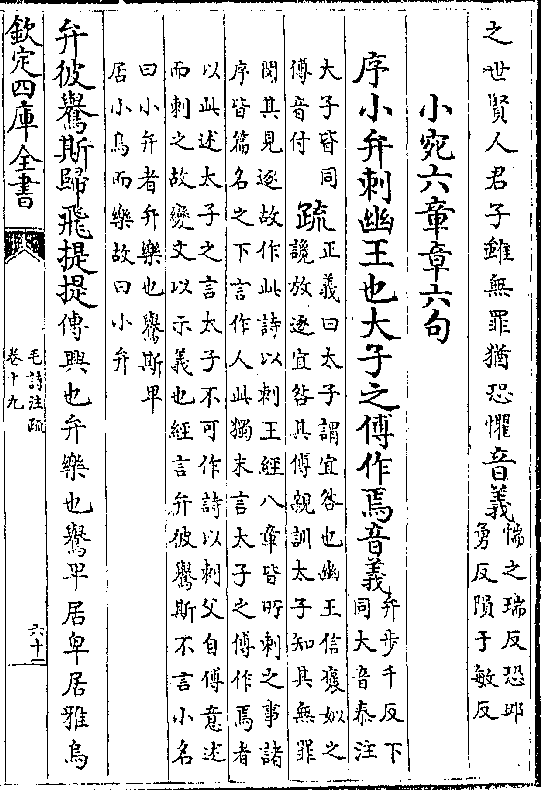 之世賢人君子雖無罪猶恐懼音義
惴之瑞反恐邱
勇反隕于敏反
小宛六章章六句
序小弁刺幽王也大子之傅作焉音義
弁步千反下
同大音泰注
大子皆同
傅音付
疏
正義曰太子謂宜咎也幽王信褒姒之
讒放逐宜咎其傅親訓太子知其無罪
閔其見逐故作此詩以刺王經八章皆所刺之事諸
序皆篇名之下言作人此獨末言大子之傅作焉者
以此述太子之言太子不可作詩以刺父自傅意述
而刺之故變文以示義也經言弁彼鸒斯不言小名
曰小弁者弁樂也鸒斯卑
居小鳥而樂故曰小弁
弁彼鸒斯歸飛提提傳興也弁樂也鸒卑居卑居雅烏
欽定四庫全書
毛詩注疏
卷十九
六十一